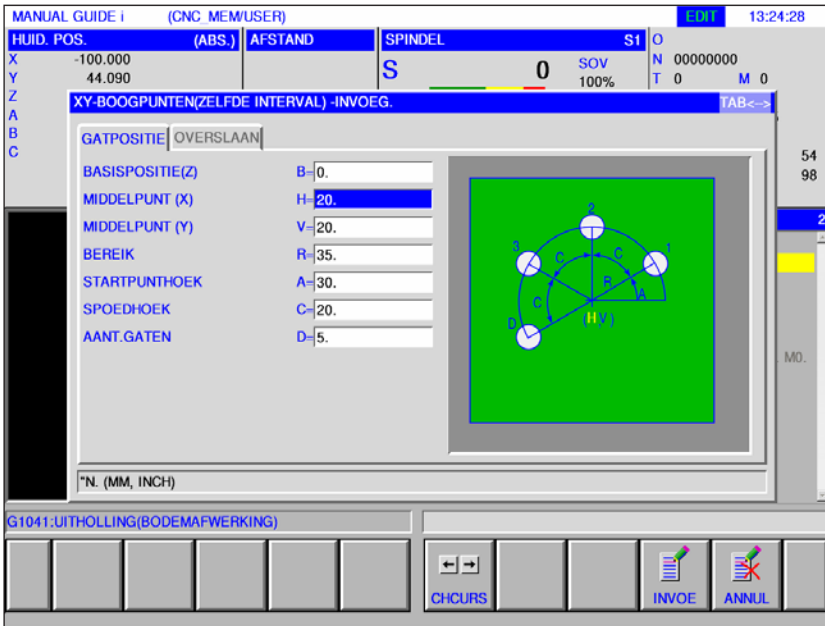 MANUAL GUIDE i (CNC_MEM/USER) EDIT 13:24:28
HUID. POS. (ABS.) AFSTAND SPINDEL S1 O
X -100.000 S 0 SOV N 00000000
Y 44.090 100% T 0 M 0
Z XY-BOOGPUNTEN(ZELFDE INTERVAL) -INVOEG. TAB<-->
A
B GATPOSITIE OVERSLAAN
C 54
BASISPOSITIE(Z) B= 0. 98
MIDDELPUNT (X) H= 20.
MIDDELPUNT (Y) V= 20.
BEREIK R= 35.
STARTPUNTHOEK A= 30.
SPOEDHOEK C= 20.
AANT.GATEN D= 5.
2
3 C C 1
C R A
D (H,V)
2
M0.
"N. (MM, INCH)
G1041:UITHOLLING(BODEMAFWERKING)
CHCURS INVOE ANNUL